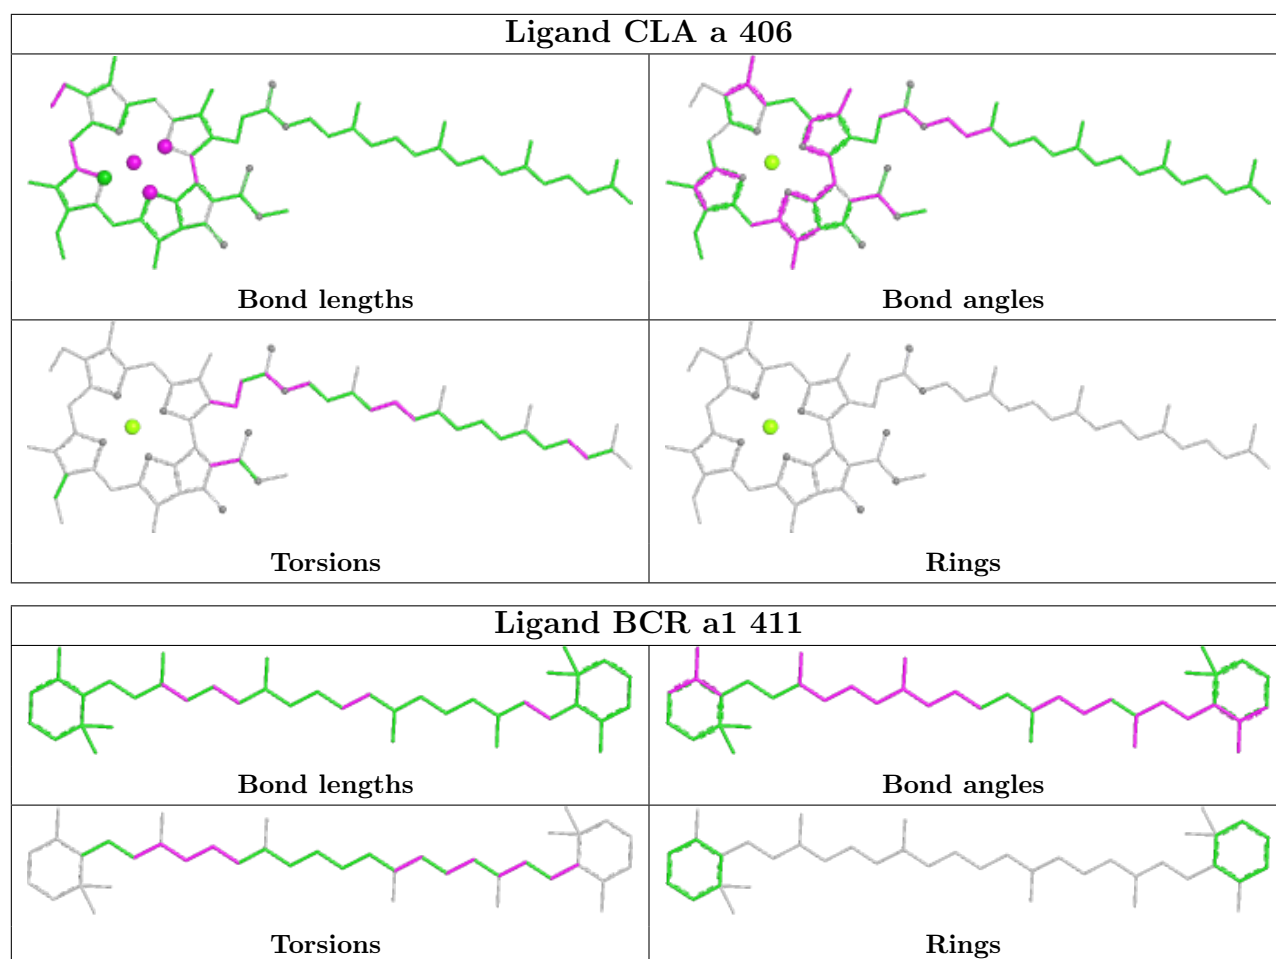 Ligand CLA a 406
Bond lengths
Bond angles
Torsions
Rings
Ligand BCR a1 411
Bond lengths
Bond angles
Torsions
Rings